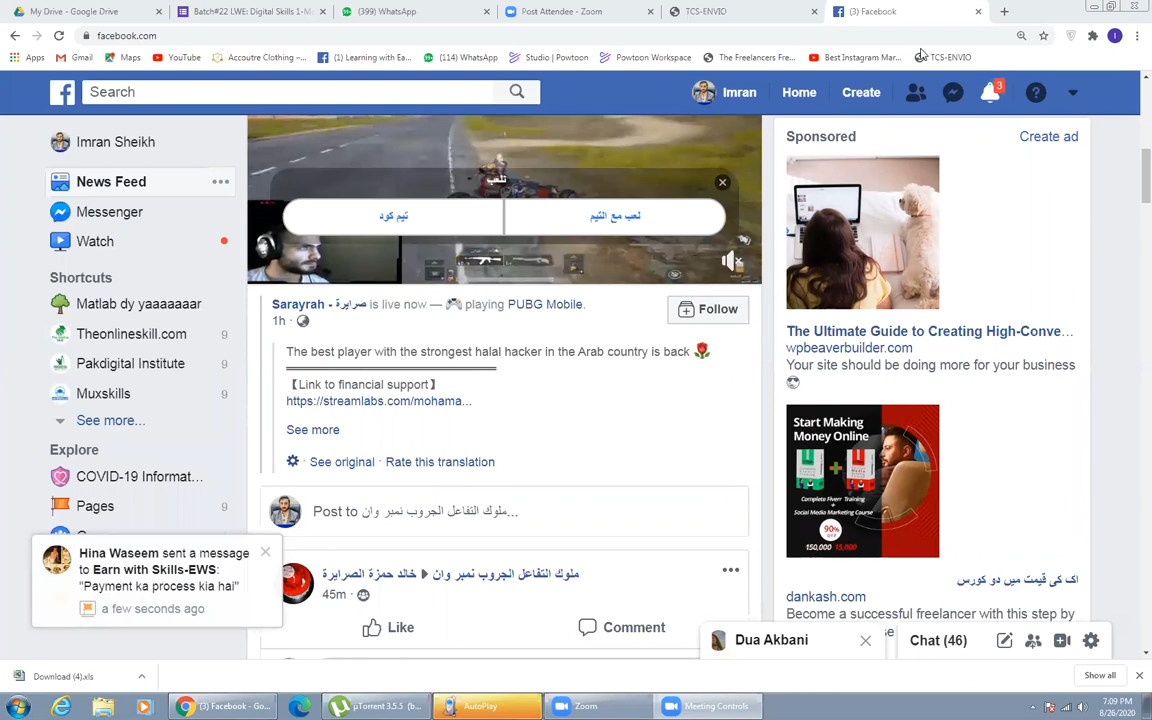 My Drive - Google Drive
Batch#22 LWE: Digital Skills 1-M
(399) WhatsApp
Post Attendee - Zoom
TCS-ENVIO
(3) Facebook
facebook.com
Apps
Gmail
Maps
YouTube
Accoutre Clothing –...
(1) Learning with Ea...
(114) WhatsApp
Studio | Powtoon
Powtoon Workspace
The Freelancers Fre...
Best Instagram Mar...
TCS-ENVIO
Search
Imran
Home
Create
3
Imran Sheikh
News Feed
Messenger
Watch
Shortcuts
Matlab dy yaaaaaaar
Theonlineskill.com 9
Pakdigital Institute 9
Muxskills 9
See more...
Explore
COVID-19 Informat...
Pages 9
Hina Waseem sent a message
to Earn with Skills-EWS:
"Payment ka process kia hai"
a few seconds ago
تلعب
تيم كود
لعب مع التيم
Sarayrah - صرايرة is live now — playing PUBG Mobile.
1h ·
Follow
The best player with the strongest halal hacker in the Arab country is back
══════════════════════
【Link to financial support】
https://streamlabs.com/mohama...
See more
See original · Rate this translation
Post to ملوك التفاعل الجروب نمبر وان...
خالد حمزة الصرايرة ▸ ملوك التفاعل الجروب نمبر وان
45m ·
Like
Comment
Sponsored
Create ad
The Ultimate Guide to Creating High-Conve...
wpbeaverbuilder.com
Your site should be doing more for your business
Start Making
Money Online
Complete Fiverr Training
+
Social Media Marketing Course
90%
OFF
150,000 15,000
اک کی قیمت میں دو کورس
dankash.com
Become a successful freelancer with this step by
Dua Akbani
Chat (46)
Download (4).xls
Show all
(3) Facebook - Go...
µTorrent 3.5.5 (b...
AutoPlay
Zoom
Meeting Controls
7:09 PM
8/26/2020